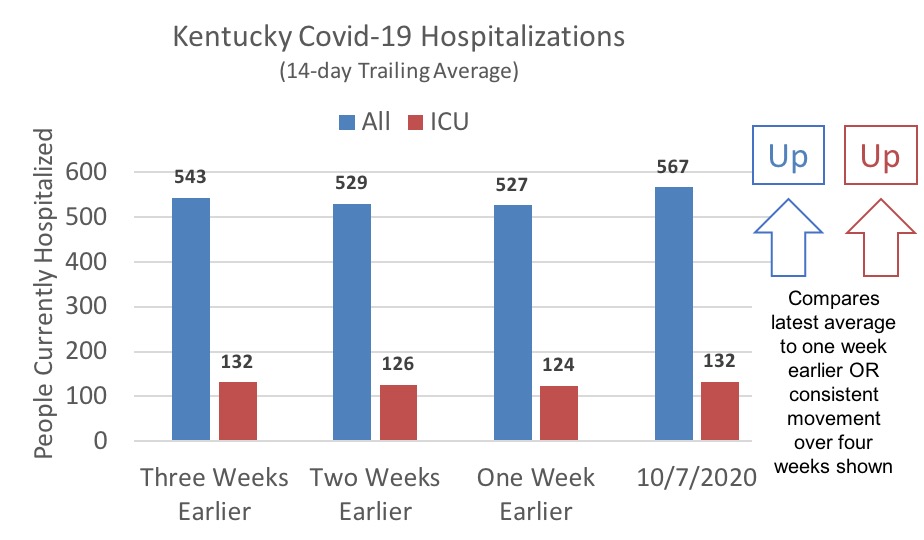 Kentucky Covid-19 Hospitalizations
(14-day Trailing Average)
All ICU
People Currently Hospitalized
600
500
400
300
200
100
0
543
132
529
126
527
124
567
132
Three Weeks
Earlier
Two Weeks
Earlier
One Week
Earlier
10/7/2020
Up
Up
Compares
latest average
to one week
earlier OR
consistent
movement
over four
weeks shown